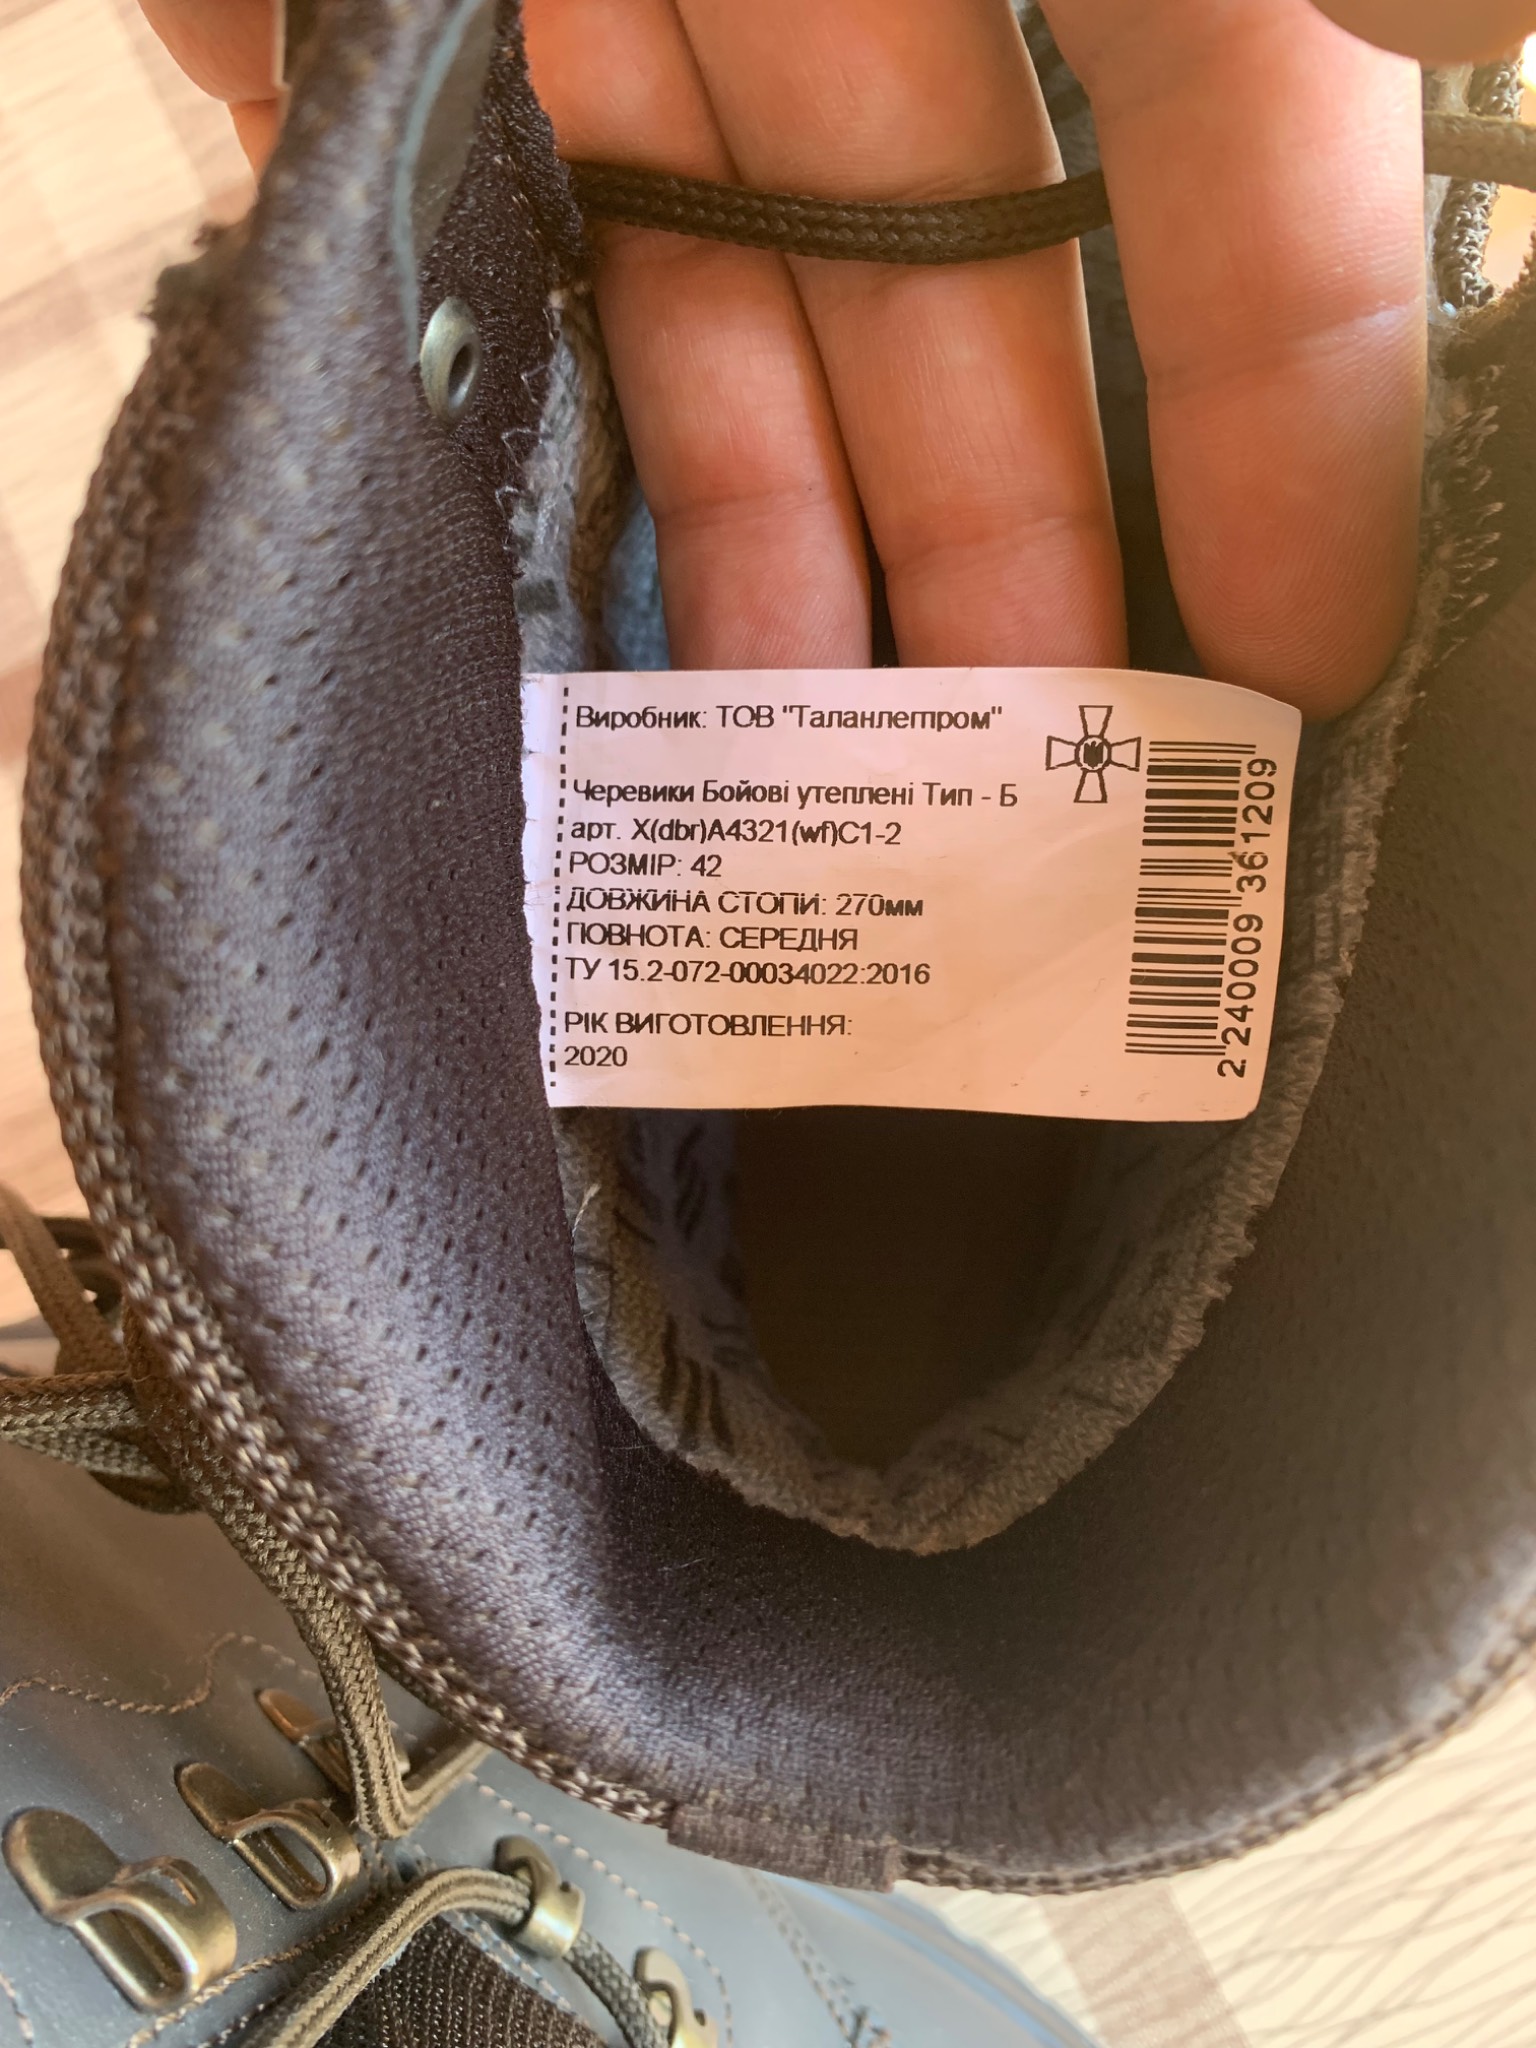 Виробник: ТОВ "Таланлегпром"
Черевики Бойові утеплені Тип - Б
арт. X(dbr)A4321(wf)C1-2
РОЗМІР: 42
ДОВЖИНА СТОПИ: 270мм
ПОВНОТА: СЕРЕДНЯ
ТУ 15.2-072-00034022:2016
РІК ВИГОТОВЛЕННЯ:
2020
2 240009 361209